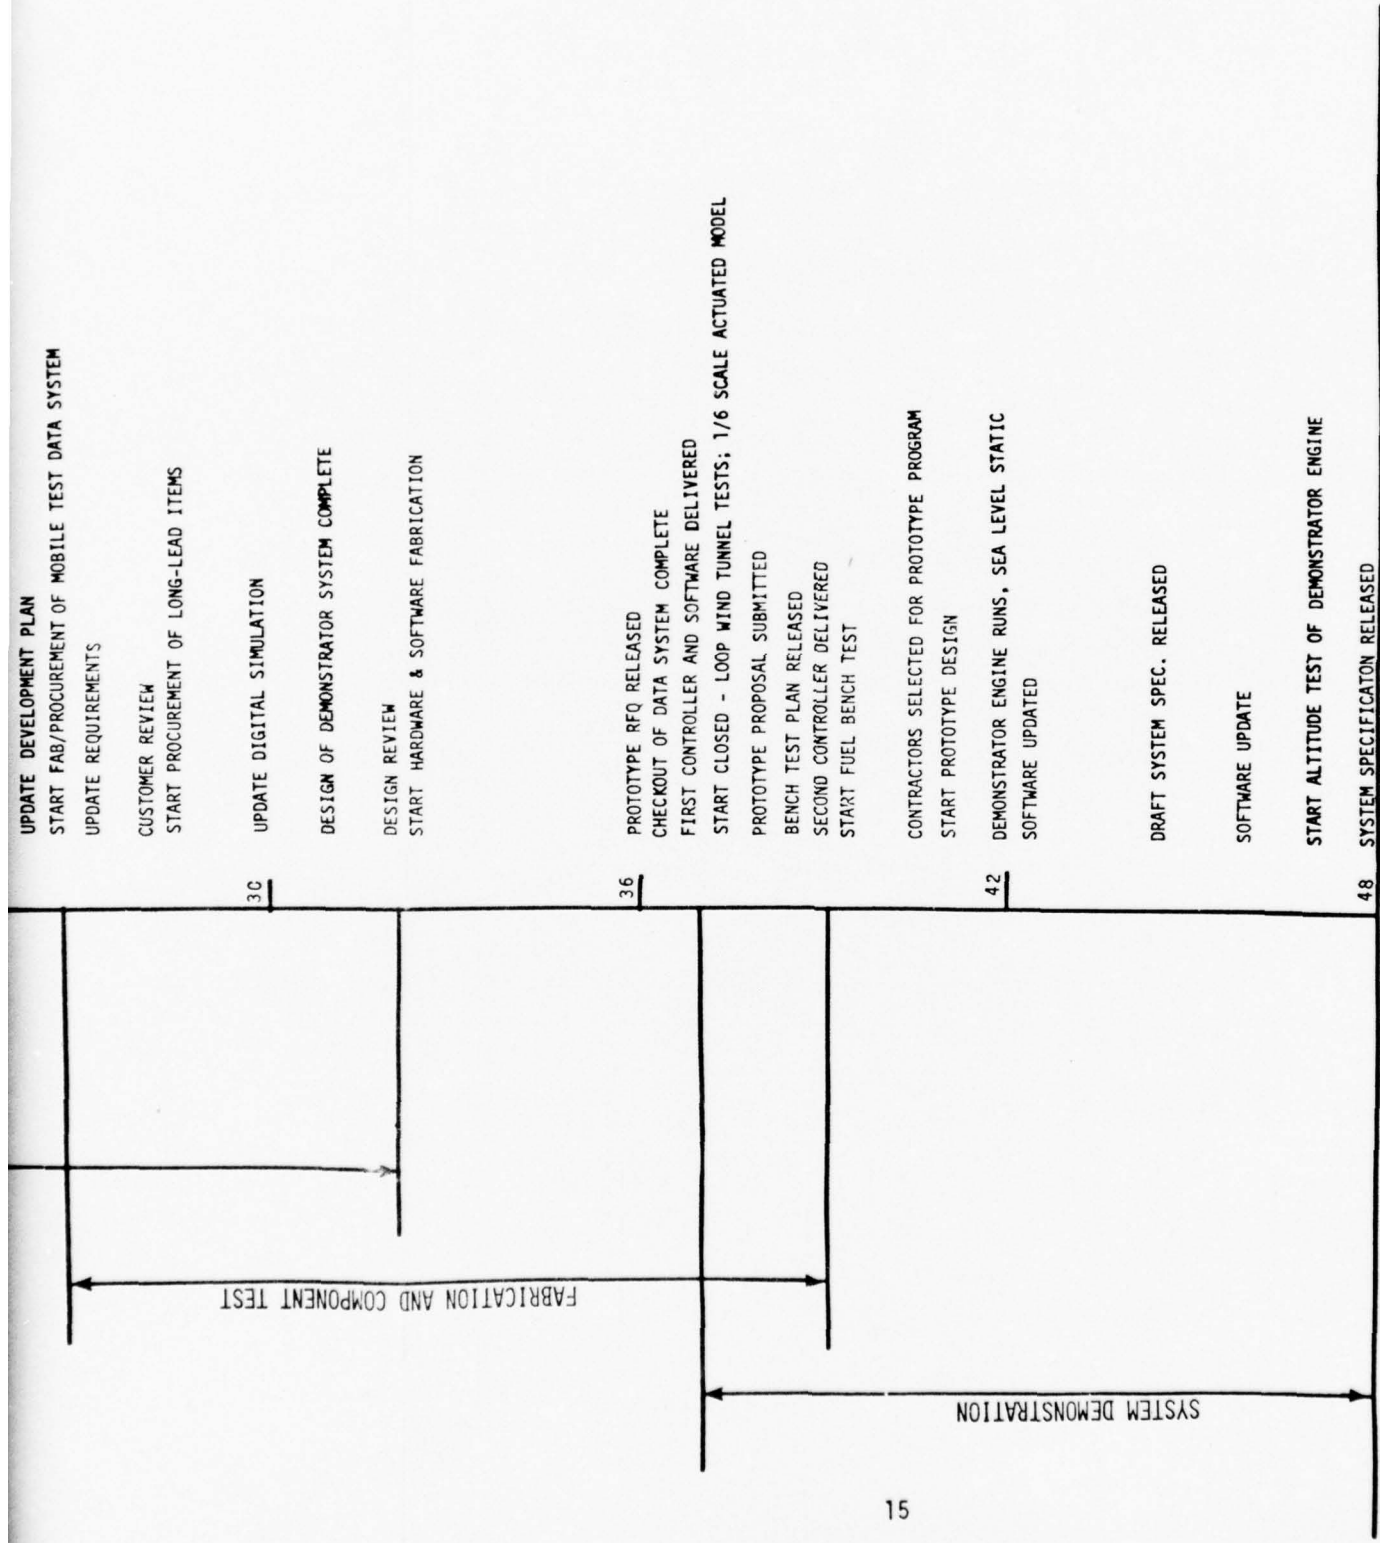 UPDATE DEVELOPMENT PLAN
START FAB/PROCUREMENT OF MOBILE TEST DATA SYSTEM
UPDATE REQUIREMENTS
CUSTOMER REVIEW
START PROCUREMENT OF LONG-LEAD ITEMS
30
UPDATE DIGITAL SIMULATION
DESIGN OF DEMONSTRATOR SYSTEM COMPLETE
DESIGN REVIEW
START HARDWARE & SOFTWARE FABRICATION
36
PROTOTYPE RFQ RELEASED
CHECKOUT OF DATA SYSTEM COMPLETE
FIRST CONTROLLER AND SOFTWARE DELIVERED
START CLOSED - LOOP WIND TUNNEL TESTS; 1/6 SCALE ACTUATED MODEL
PROTOTYPE PROPOSAL SUBMITTED
BENCH TEST PLAN RELEASED
SECOND CONTROLLER DELIVERED
START FUEL BENCH TEST
CONTRACTORS SELECTED FOR PROTOTYPE PROGRAM
START PROTOTYPE DESIGN
42
DEMONSTRATOR ENGINE RUNS, SEA LEVEL STATIC
SOFTWARE UPDATED
DRAFT SYSTEM SPEC. RELEASED
SOFTWARE UPDATE
START ALTITUDE TEST OF DEMONSTRATOR ENGINE
48
SYSTEM SPECIFICATON RELEASED
FABRICATION AND COMPONENT TEST
SYSTEM DEMONSTRATION
15